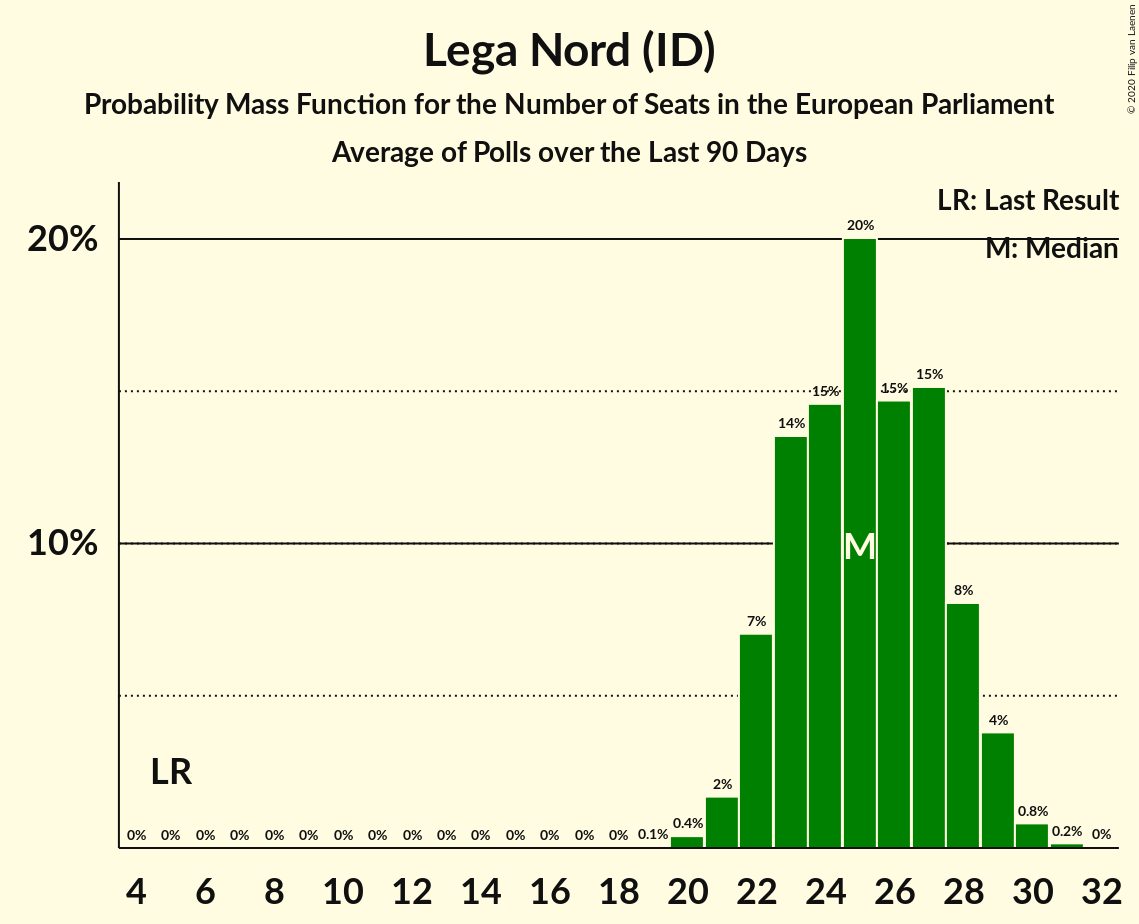 Lega Nord (ID)
Probability Mass Function for the Number of Seats in the European Parliament
Average of Polls over the Last 90 Days
© 2020 Filip van Laenen
LR: Last Result
M: Median
20%
10%
20%
15%
15%
15%
14%
M
8%
7%
4%
LR
2%
0.8%
0.4%
0.2%
0% 0% 0% 0% 0% 0% 0% 0% 0% 0% 0% 0% 0% 0% 0% 0.1% 0%
4 6 8 10 12 14 16 18 20 22 24 26 28 30 32